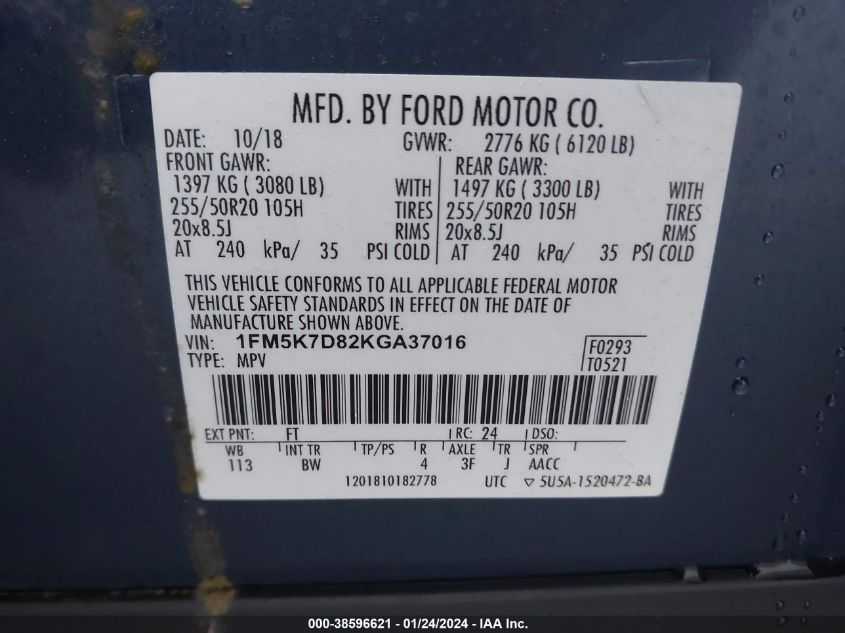 MFD. BY FORD MOTOR CO.
DATE: 10/18 GVWR: 2776 KG ( 6120 LB)
FRONT GAWR: REAR GAWR:
1397 KG ( 3080 LB) WITH 1497 KG ( 3300 LB) WITH
255/50R20 105H TIRES 255/50R20 105H TIRES
20x8.5J RIMS 20x8.5J RIMS
AT 240 kPa/ 35 PSI COLD AT 240 kPa/ 35 PSI COLD
THIS VEHICLE CONFORMS TO ALL APPLICABLE FEDERAL MOTOR
VEHICLE SAFETY STANDARDS IN EFFECT ON THE DATE OF
MANUFACTURE SHOWN ABOVE.
VIN: 1FM5K7D82KGA37016 F0293
TYPE: MPV T0521
EXT PNT: FT RC: 24 DSO:
WB INT TR TP/PS R AXLE TR SPR
113 BW 4 3F J AACC
1201810182778 UTC ▽ 5U5A-1520472-BA
000-38596621 - 01/24/2024 - IAA Inc.